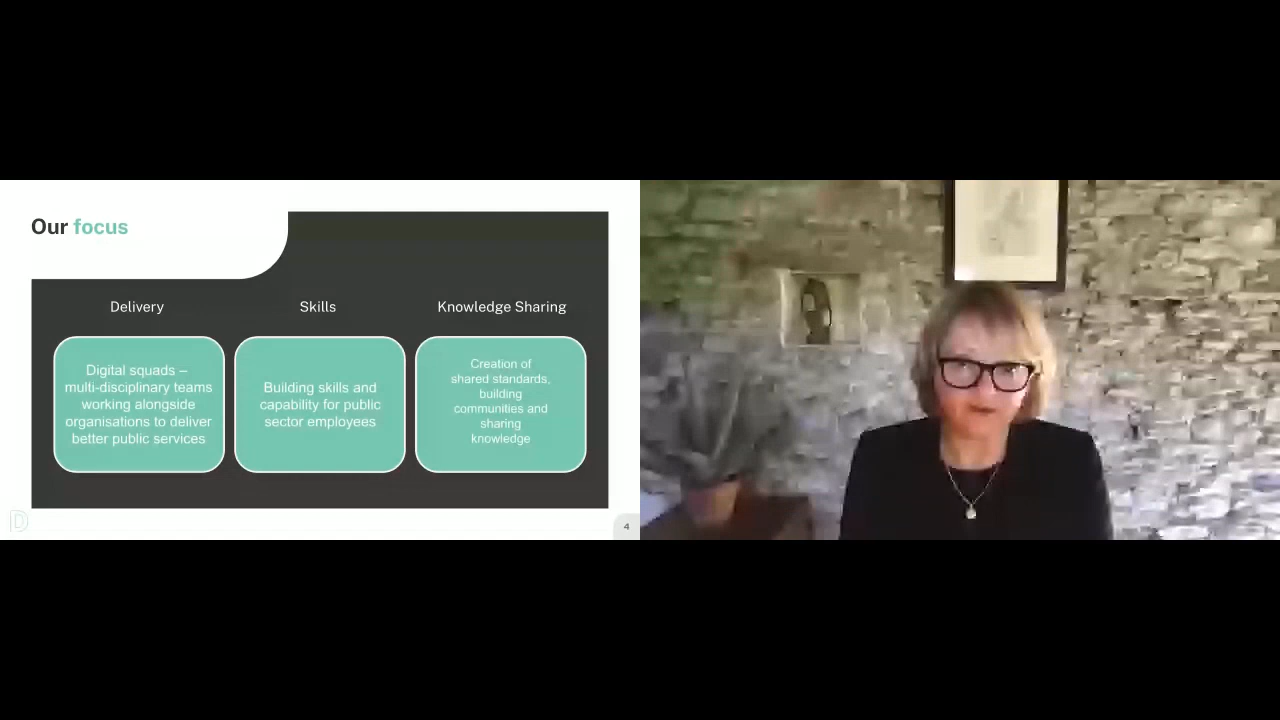 Our focus
Delivery
Skills
Knowledge Sharing
Digital squads –
multi-disciplinary teams
working alongside
organisations to deliver
better public services
Building skills and
capability for public
sector employees
Creation of
shared standards,
building
communities and
sharing
knowledge
D
4